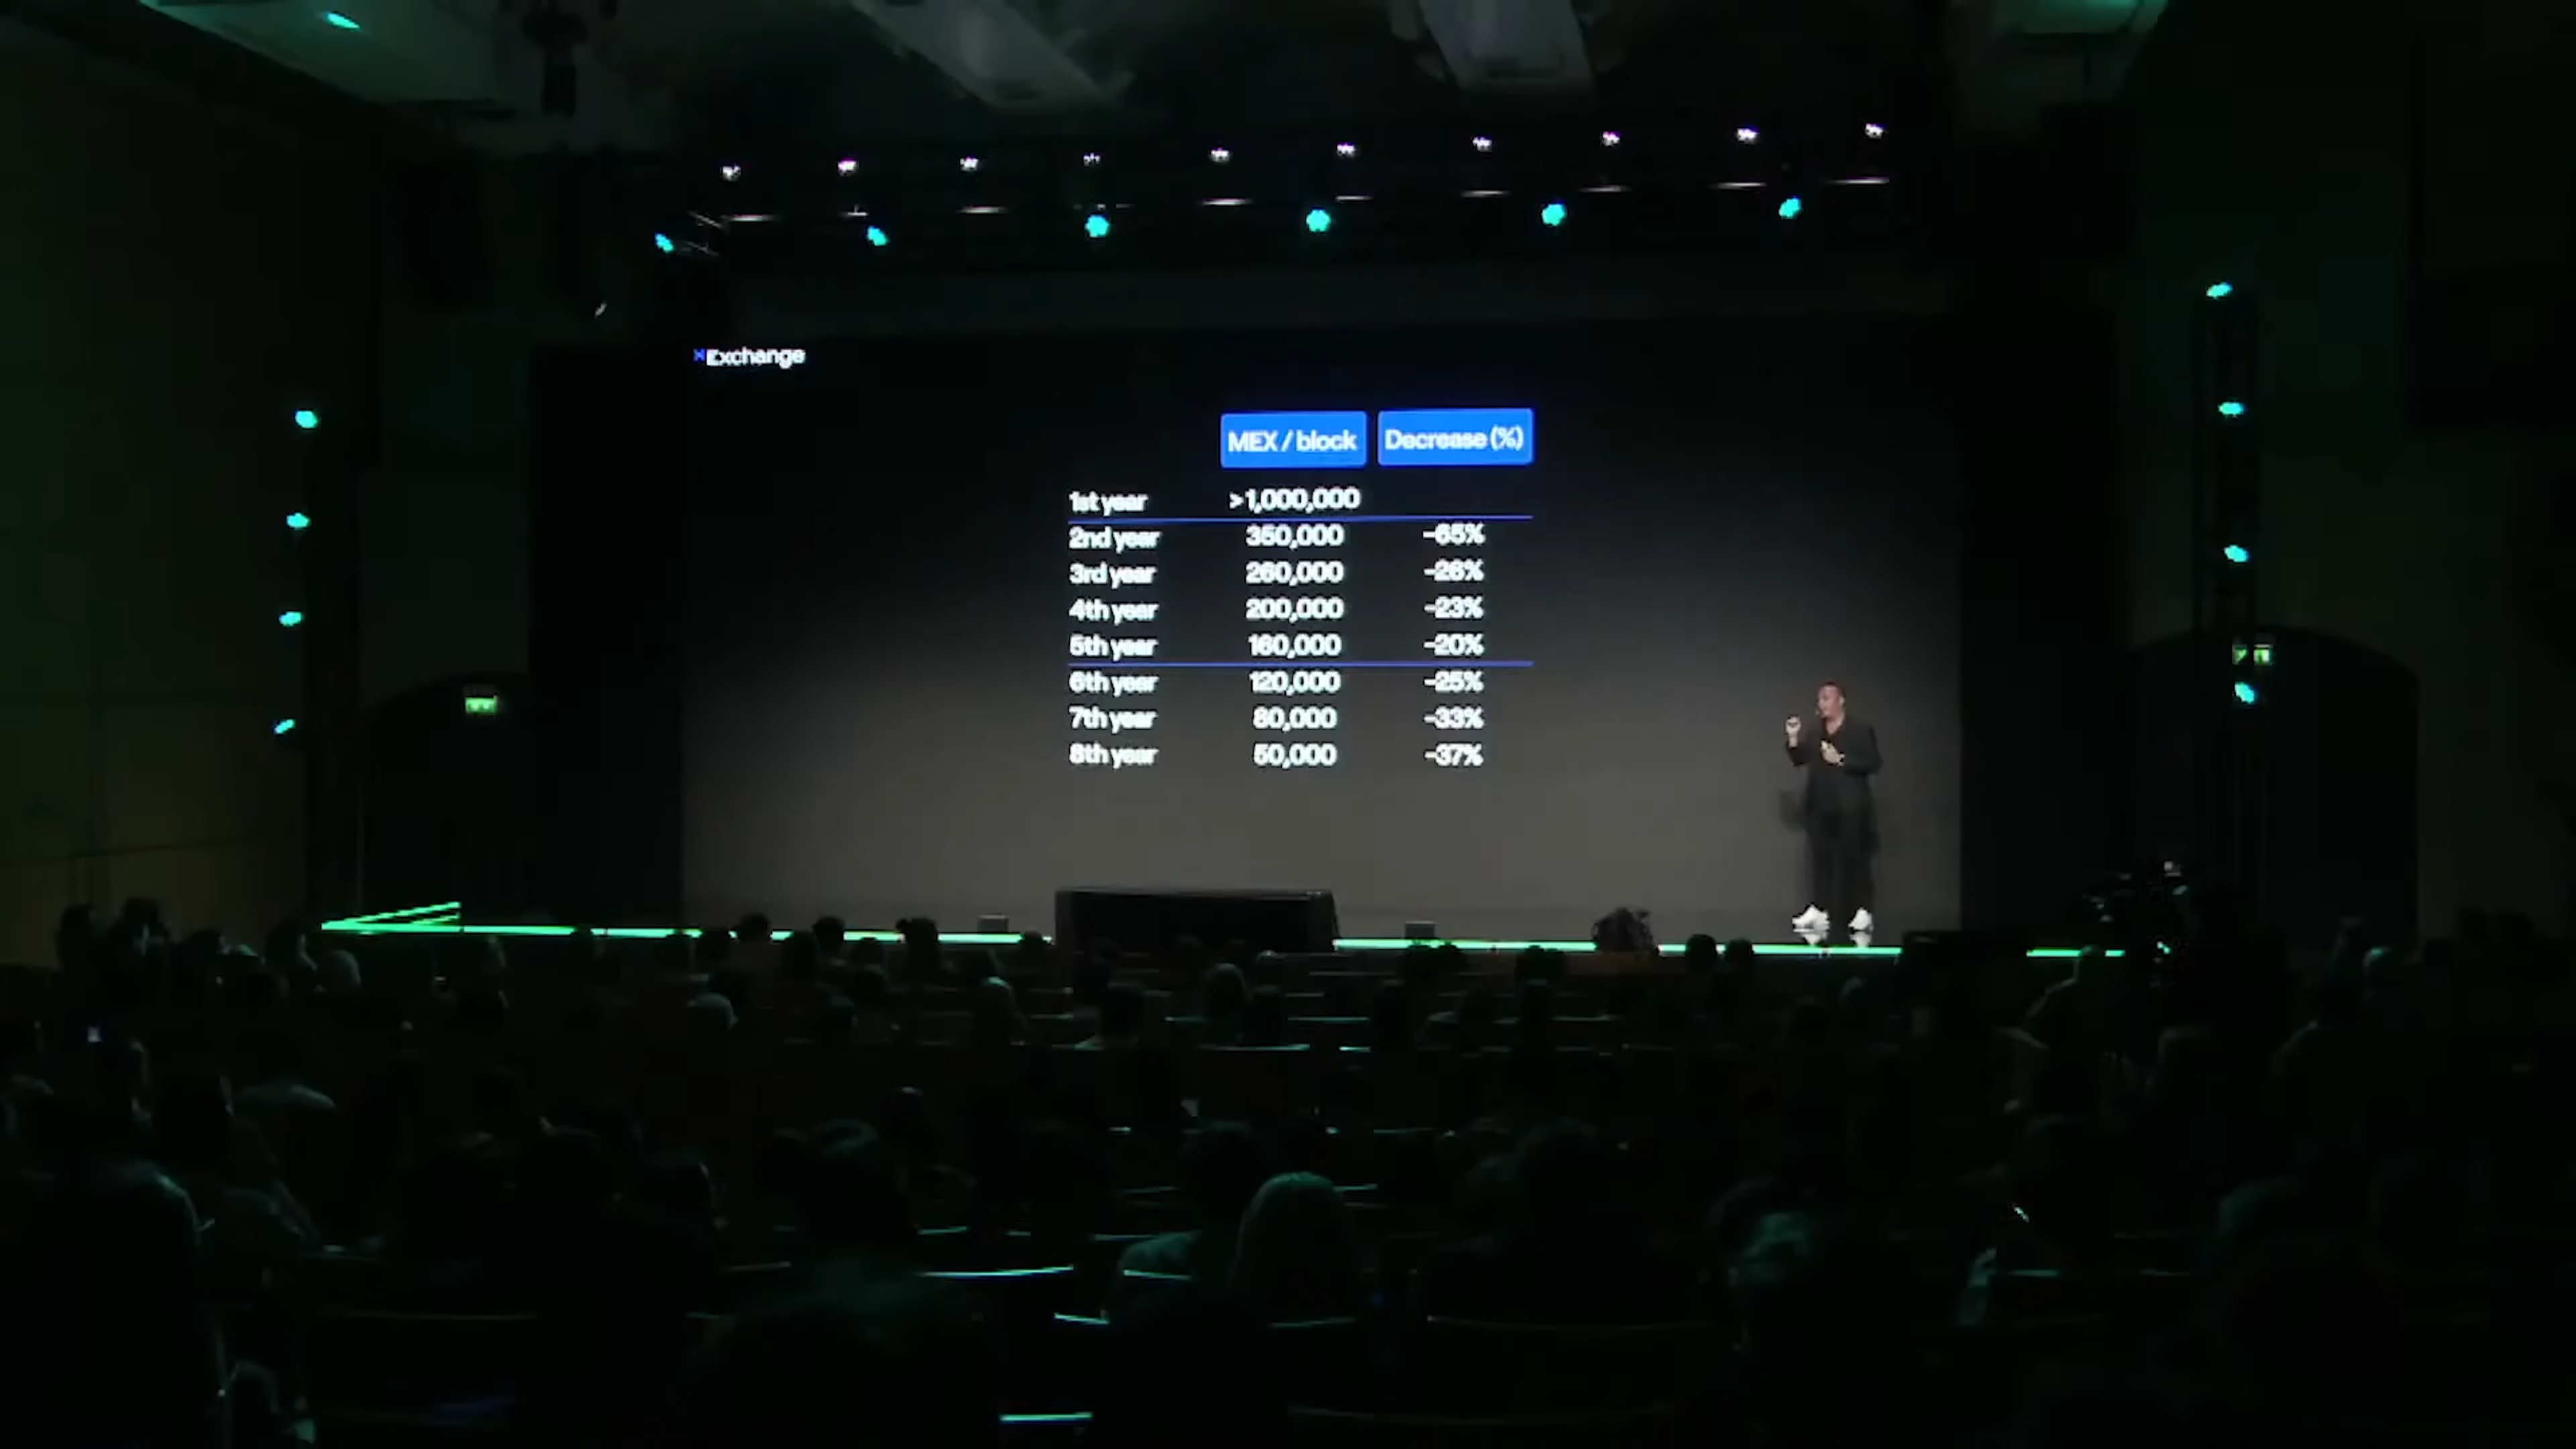 ×Exchange
MEX / block Decrease (%)
1st year >1,000,000
2nd year 350,000 -65%
3rd year 260,000 -26%
4th year 200,000 -23%
5th year 160,000 -20%
6th year 120,000 -25%
7th year 80,000 -33%
8th year 50,000 -37%